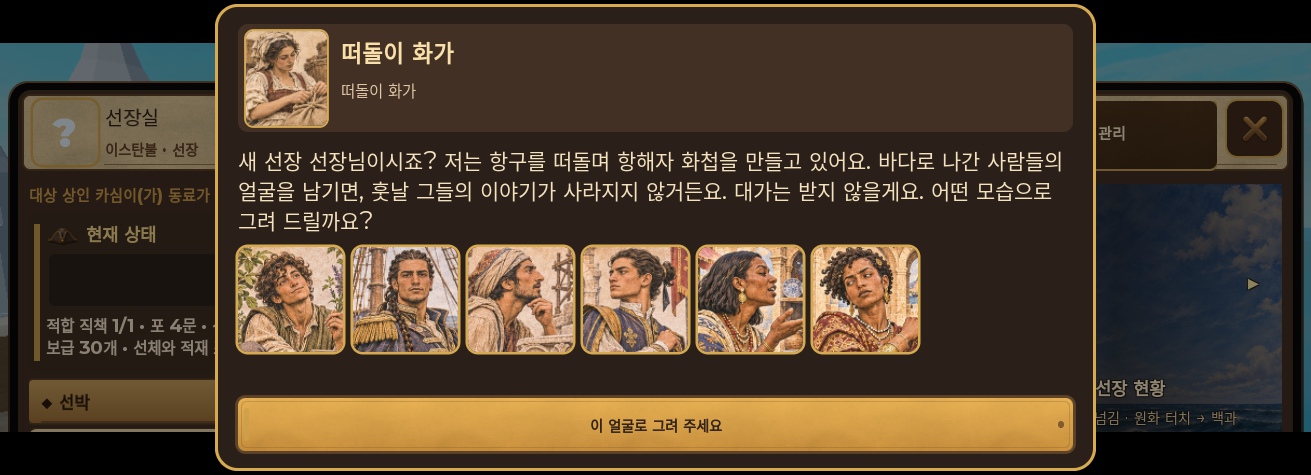 떠돌이 화가
떠돌이 화가
새 선장 선장님이시죠? 저는 항구를 떠돌며 항해자 화첩을 만들고 있어요. 바다로 나간 사람들의
얼굴을 남기면, 훗날 그들의 이야기가 사라지지 않거든요. 대가는 받지 않을게요. 어떤 모습으로
그려 드릴까요?
이 얼굴로 그려 주세요
?
선장실
이스탄불 • 선장
대상 상인 카심이(가) 동료가
현재 상태
적합 직책 1/1 • 포 4문 •
보급 30개 • 선체와 적재
◆ 선박
관리
선장 현황
넘김 · 원화 터치 → 백과